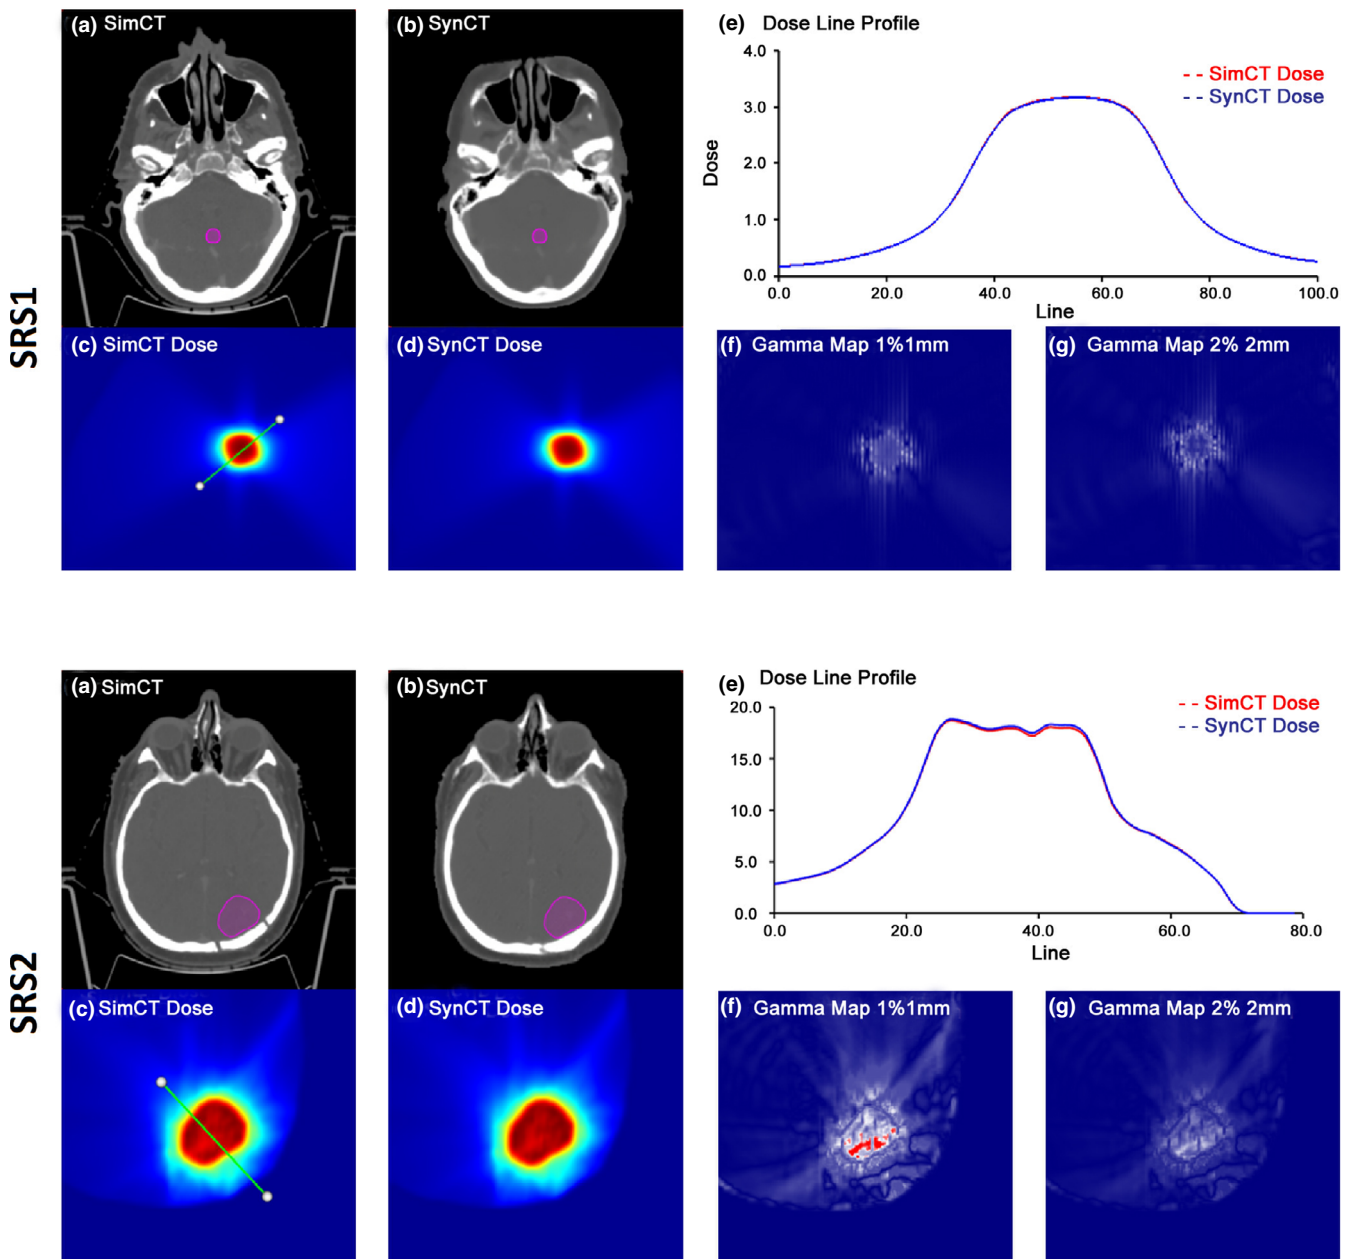 SRS1
(a) SimCT
(b) SynCT
(e) Dose Line Profile
4.0
3.0
2.0
1.0
0.0
Dose
0.0 20.0 40.0 60.0 80.0 100.0
Line
-- SimCT Dose
-- SynCT Dose
(c) SimCT Dose
(d) SynCT Dose
(f) Gamma Map 1%1mm
(g) Gamma Map 2% 2mm
SRS2
(a) SimCT
(b) SynCT
(e) Dose Line Profile
20.0
15.0
10.0
5.0
0.0
0.0 20.0 40.0 60.0 80.0
Line
-- SimCT Dose
-- SynCT Dose
(c) SimCT Dose
(d) SynCT Dose
(f) Gamma Map 1%1mm
(g) Gamma Map 2% 2mm